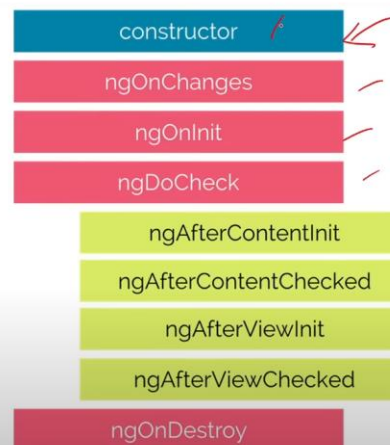 constructor
ngOnChanges
ngOnInit
ngDoCheck
ngAfterContentInit
ngAfterContentChecked
ngAfterViewInit
ngAfterViewChecked
ngOnDestroy